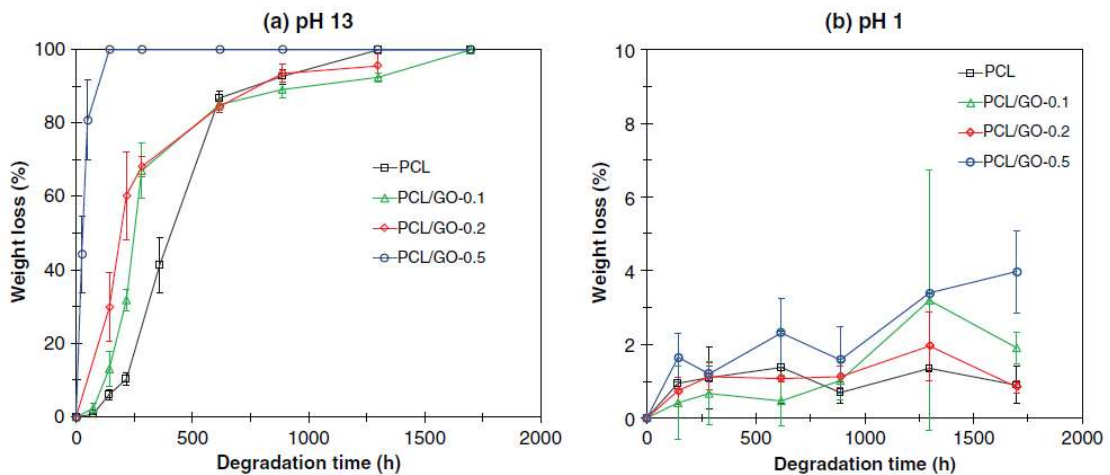 (a) pH 13
100
80
60
40
20
0
Weight loss (%)
PCL
PCL/GO-0.1
PCL/GO-0.2
PCL/GO-0.5
0
500
1000
1500
2000
Degradation time (h)
(b) pH 1
10
8
6
4
2
0
Weight loss (%)
PCL
PCL/GO-0.1
PCL/GO-0.2
PCL/GO-0.5
0
500
1000
1500
2000
Degradation time (h)